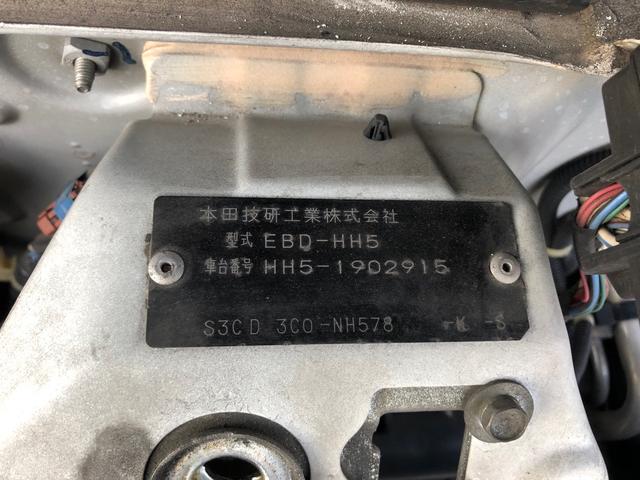 本田技研工業株式会社
型式 EBD-HH5
車台番号 HH5-1902915
S3CD 3C0-NH578 -K -S